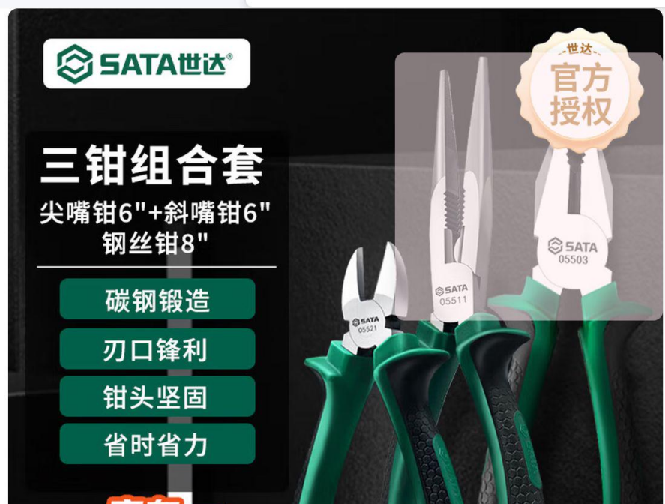 SATA世达®
世达
官方
授权
三钳组合套
尖嘴钳6"+斜嘴钳6"
钢丝钳8"
碳钢锻造
刃口锋利
钳头坚固
省时省力
SATA
05521
SATA
05511
SATA
05503